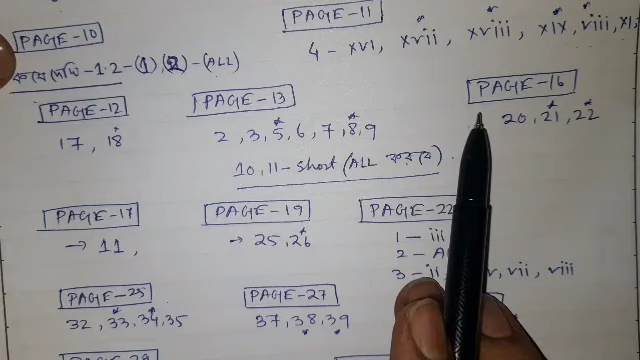 PAGE-10
PAGE-11
4 - xvi, xvii, xviii, xix, viii, xi,
- 1.2 - (1), (2) - (ALL)
PAGE-12
17, 18*
PAGE-13
2, 3, 5*, 6, 7, 8*, 9
10, 11 - Short (ALL
PAGE-16
20, 21*, 22*
PAGE-17
→ 11,
PAGE-19
→ 25, 26*
PAGE-22
1 - iii
2 -
3 - ii, vii, viii
PAGE-25
32, 33*, 34*, 35
PAGE-27
37, 38*, 39*